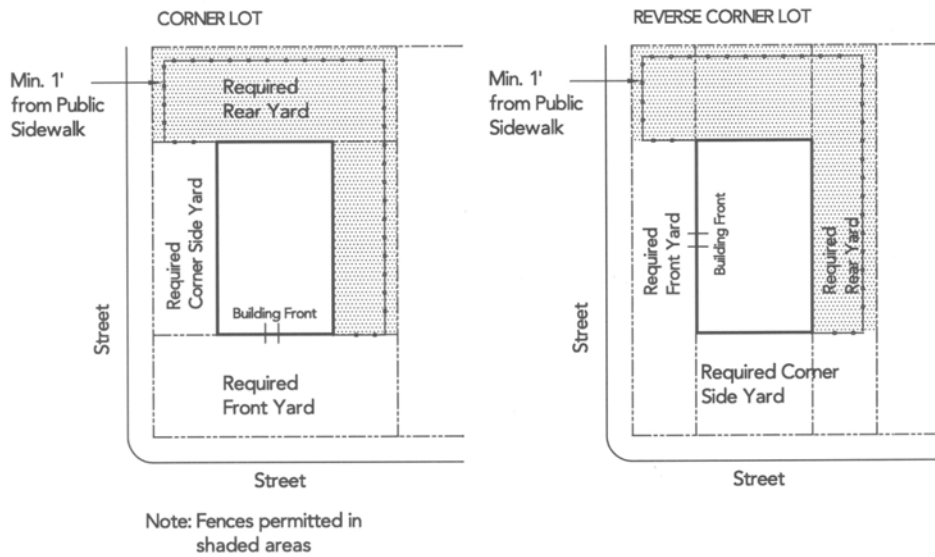 CORNER LOT
Min. 1'
from Public
Sidewalk
Required
Rear Yard
Required
Corner Side Yard
Building Front
Street
Required
Front Yard
Street
Note: Fences permitted in
shaded areas
REVERSE CORNER LOT
Min. 1'
from Public
Sidewalk
Required
Front Yard
Building Front
Required
Rear Yard
Street
Required Corner
Side Yard
Street